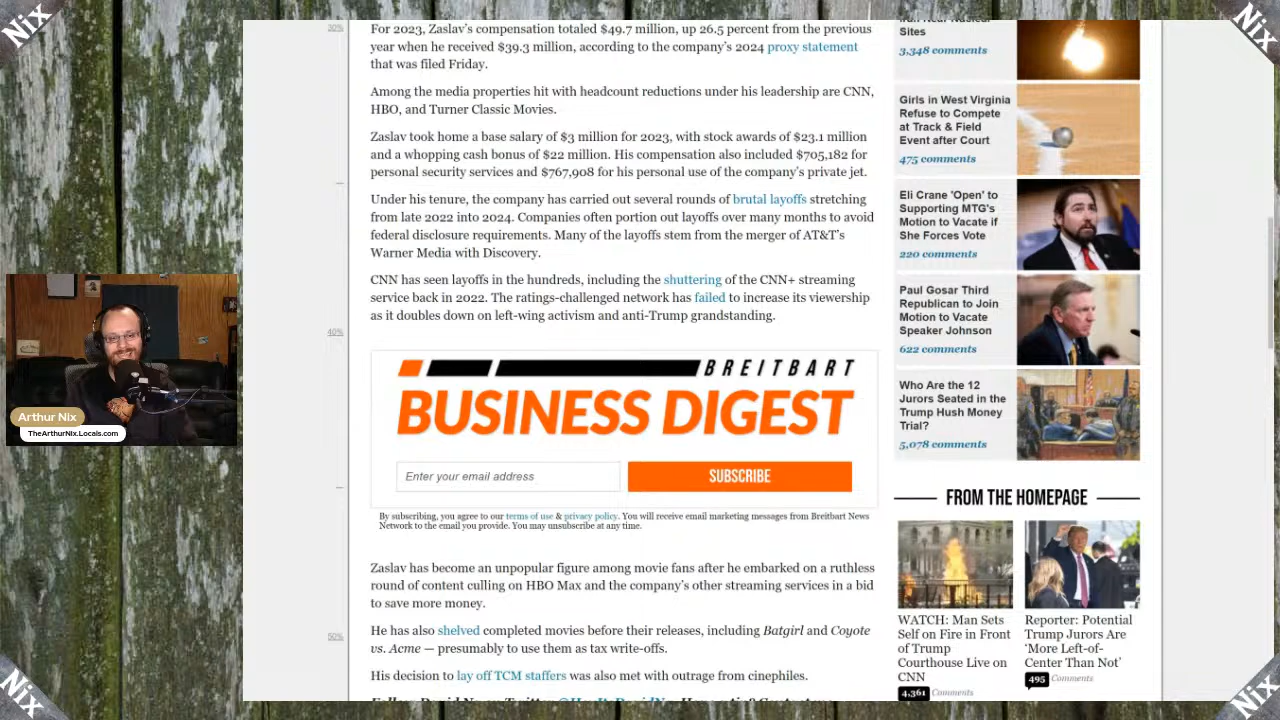 Nix
Nix
30%
For 2023, Zaslav's compensation totaled $49.7 million, up 26.5 percent from the previous
year when he received $39.3 million, according to the company's 2024 proxy statement
that was filed Friday.
Among the media properties hit with headcount reductions under his leadership are CNN,
HBO, and Turner Classic Movies.
Zaslav took home a base salary of $3 million for 2023, with stock awards of $23.1 million
and a whopping cash bonus of $22 million. His compensation also included $705,182 for
personal security services and $767,908 for his personal use of the company's private jet.
Under his tenure, the company has carried out several rounds of brutal layoffs stretching
from late 2022 into 2024. Companies often portion out layoffs over many months to avoid
federal disclosure requirements. Many of the layoffs stem from the merger of AT&T's
Warner Media with Discovery.
CNN has seen layoffs in the hundreds, including the shuttering of the CNN+ streaming
service back in 2022. The ratings-challenged network has failed to increase its viewership
as it doubles down on left-wing activism and anti-Trump grandstanding.
40%
BREITBART
BUSINESS DIGEST
Enter your email address
SUBSCRIBE
By subscribing, you agree to our terms of use & privacy policy. You will receive email marketing messages from Breitbart News
Network to the email you provide. You may unsubscribe at any time.
Zaslav has become an unpopular figure among movie fans after he embarked on a ruthless
round of content culling on HBO Max and the company's other streaming services in a bid
to save more money.
He has also shelved completed movies before their releases, including Batgirl and Coyote
vs. Acme — presumably to use them as tax write-offs.
50%
His decision to lay off TCM staffers was also met with outrage from cinephiles.
Sites
3,348 comments
Girls in West Virginia
Refuse to Compete
at Track & Field
Event after Court
475 comments
Eli Crane 'Open' to
Supporting MTG's
Motion to Vacate if
She Forces Vote
220 comments
Paul Gosar Third
Republican to Join
Motion to Vacate
Speaker Johnson
622 comments
Who Are the 12
Jurors Seated in the
Trump Hush Money
Trial?
5,078 comments
FROM THE HOMEPAGE
WATCH: Man Sets
Self on Fire in Front
of Trump
Courthouse Live on
CNN
4,361 Comments
Reporter: Potential
Trump Jurors Are
'More Left-of-
Center Than Not'
495 Comments
Arthur Nix
TheArthurNix.Locals.com
Nix
Nix